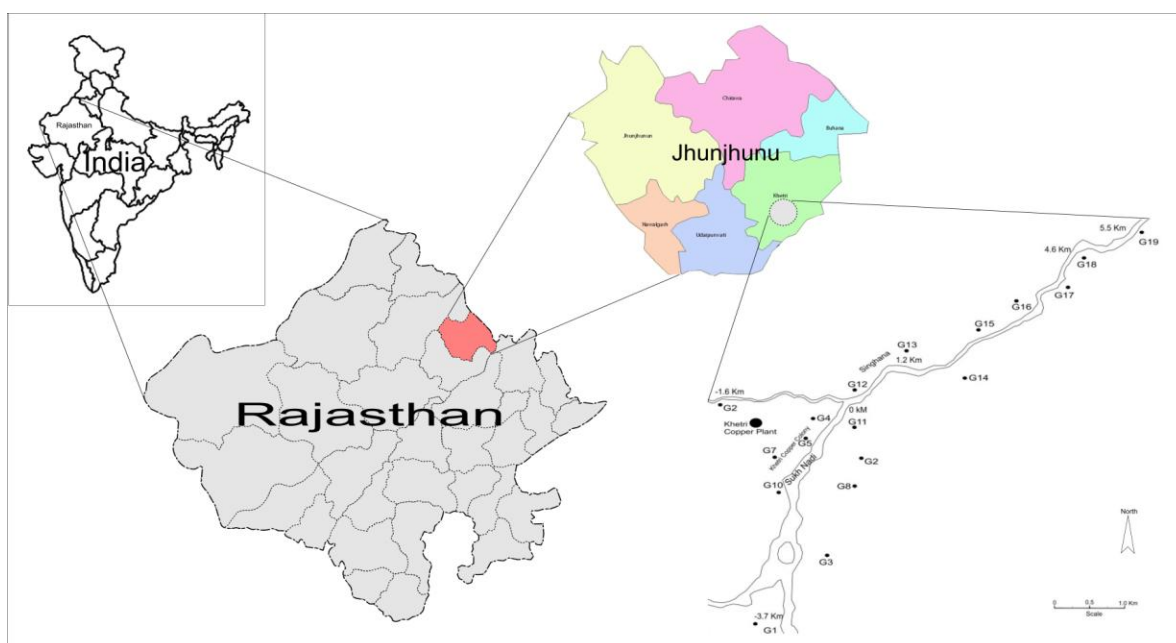 Rajasthan
India
Rajasthan
Jhunjhunu
Chirawa
Jhunjhunun
Buhana
Khetri
Nawalgarh
Udaipurwati
5.5 Km
G19
4.6 Km
G18
G17
G16
G15
G13
1.2 Km
Singhana
G14
G12
-1.6 Km
G2
G4
0 kM
G11
Khetri
Copper Plant
Khetri Copper Colony
G5
G7
Sukh Nadi
G2
G10
G8
G3
-3.7 Km
G1
North
0 0.5 1.0 Km
Scale